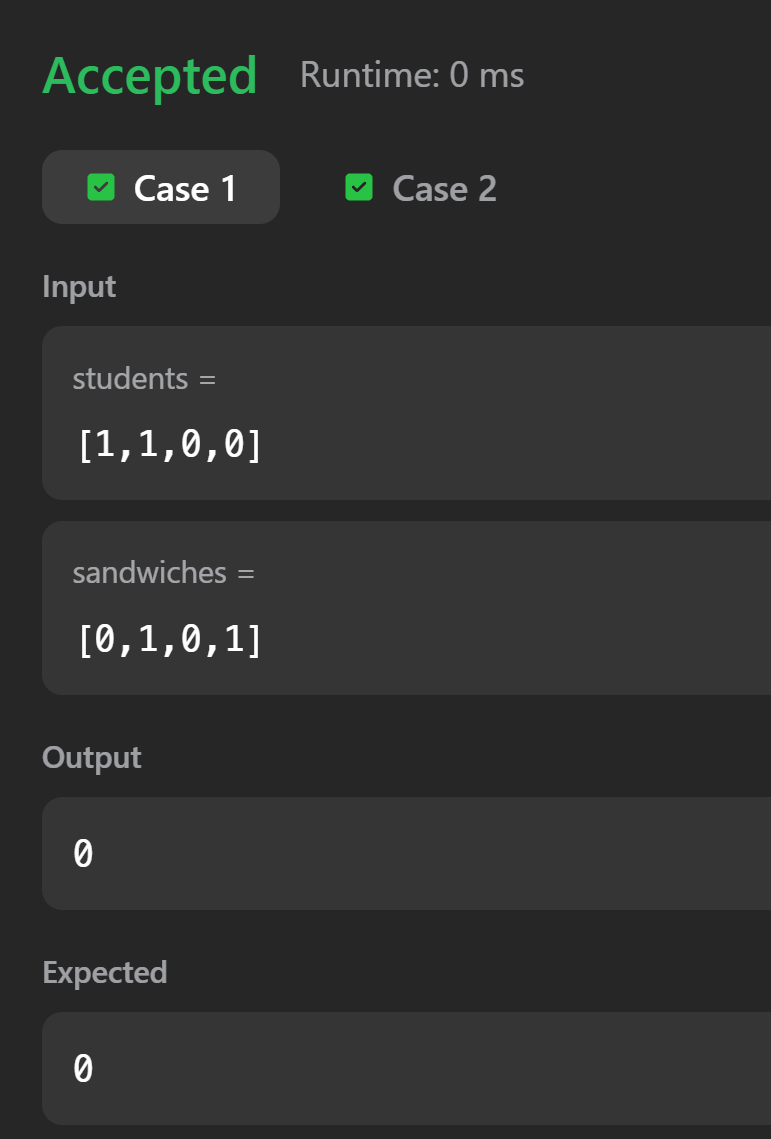 Accepted Runtime: 0 ms
Case 1 Case 2
Input
students =
[1,1,0,0]
sandwiches =
[0,1,0,1]
Output
0
Expected
0